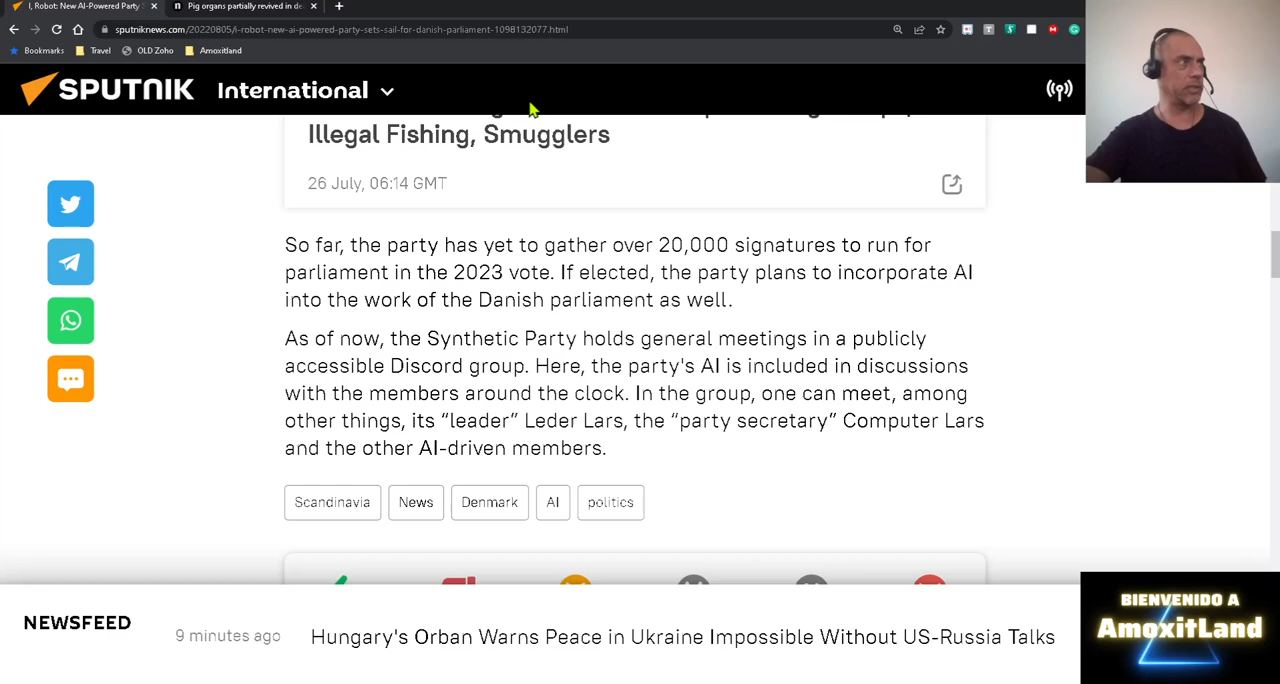 I, Robot: New AI-Powered Party S
Pig organs partially revived in de
sputniknews.com/20220805/i-robot-new-ai-powered-party-sets-sail-for-danish-parliament-1098132077.html
Bookmarks
Travel
OLD Zoho
Amoxitland
SPUTNIK
International
Illegal Fishing, Smugglers
26 July, 06:14 GMT
So far, the party has yet to gather over 20,000 signatures to run for
parliament in the 2023 vote. If elected, the party plans to incorporate AI
into the work of the Danish parliament as well.
As of now, the Synthetic Party holds general meetings in a publicly
accessible Discord group. Here, the party's AI is included in discussions
with the members around the clock. In the group, one can meet, among
other things, its “leader” Leder Lars, the “party secretary” Computer Lars
and the other AI-driven members.
Scandinavia
News
Denmark
AI
politics
NEWSFEED
9 minutes ago
Hungary's Orban Warns Peace in Ukraine Impossible Without US-Russia Talks
BIENVENIDO A
AmoxitLand